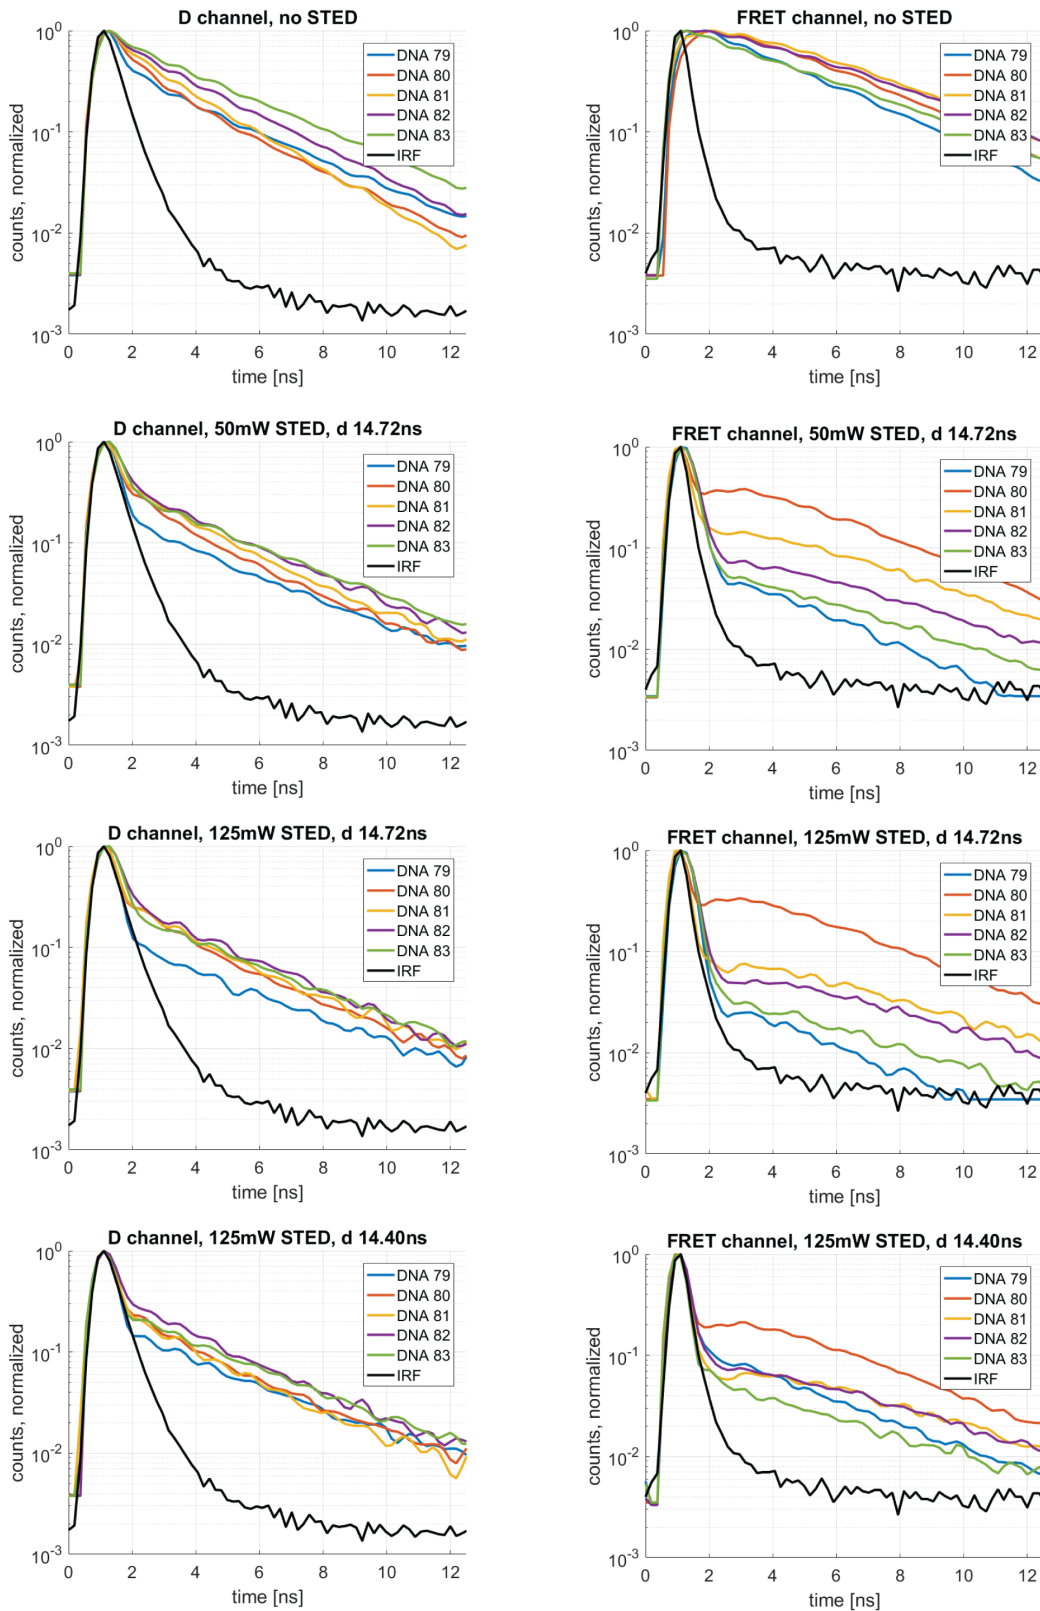 D channel, no STED
counts, normalized
10^0
10^-1
10^-2
10^-3
0 2 4 6 8 10 12
time [ns]
DNA 79
DNA 80
DNA 81
DNA 82
DNA 83
IRF
FRET channel, no STED
counts, normalized
10^0
10^-1
10^-2
10^-3
0 2 4 6 8 10 12
time [ns]
DNA 79
DNA 80
DNA 81
DNA 82
DNA 83
IRF
D channel, 50mW STED, d 14.72ns
counts, normalized
10^0
10^-1
10^-2
10^-3
0 2 4 6 8 10 12
time [ns]
DNA 79
DNA 80
DNA 81
DNA 82
DNA 83
IRF
FRET channel, 50mW STED, d 14.72ns
counts, normalized
10^0
10^-1
10^-2
10^-3
0 2 4 6 8 10 12
time [ns]
DNA 79
DNA 80
DNA 81
DNA 82
DNA 83
IRF
D channel, 125mW STED, d 14.72ns
counts, normalized
10^0
10^-1
10^-2
10^-3
0 2 4 6 8 10 12
time [ns]
DNA 79
DNA 80
DNA 81
DNA 82
DNA 83
IRF
FRET channel, 125mW STED, d 14.72ns
counts, normalized
10^0
10^-1
10^-2
10^-3
0 2 4 6 8 10 12
time [ns]
DNA 79
DNA 80
DNA 81
DNA 82
DNA 83
IRF
D channel, 125mW STED, d 14.40ns
counts, normalized
10^0
10^-1
10^-2
10^-3
0 2 4 6 8 10 12
time [ns]
DNA 79
DNA 80
DNA 81
DNA 82
DNA 83
IRF
FRET channel, 125mW STED, d 14.40ns
counts, normalized
10^0
10^-1
10^-2
10^-3
0 2 4 6 8 10 12
time [ns]
DNA 79
DNA 80
DNA 81
DNA 82
DNA 83
IRF